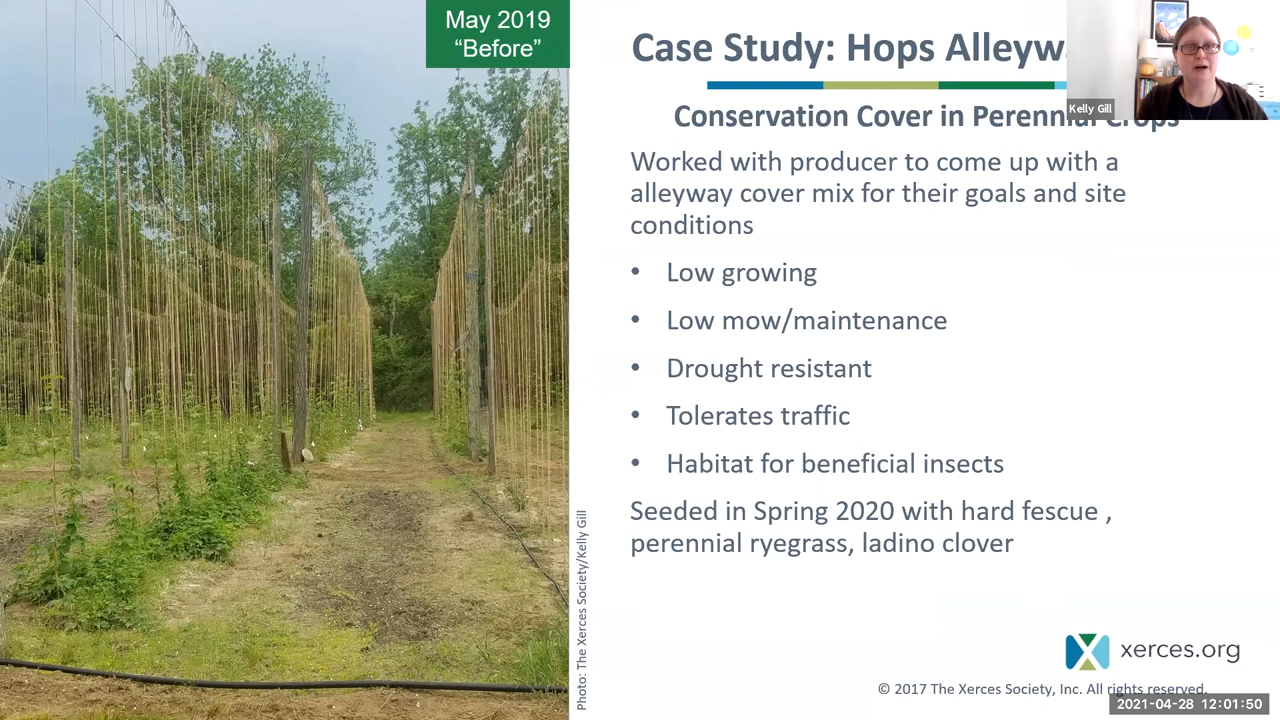 May 2019
“Before”
Case Study: Hops
Kelly Gill
Conservation Cover in Perennial Crops
Worked with producer to come up with a
alleyway cover mix for their goals and site
conditions
• Low growing
• Low mow/maintenance
• Drought resistant
• Tolerates traffic
• Habitat for beneficial insects
Seeded in Spring 2020 with hard fescue ,
perennial ryegrass, ladino clover
Photo: The Xerces Society/Kelly Gill
xerces.org
© 2017 The Xerces Society, Inc. All rights reserved.
2021-04-28 12:01:50